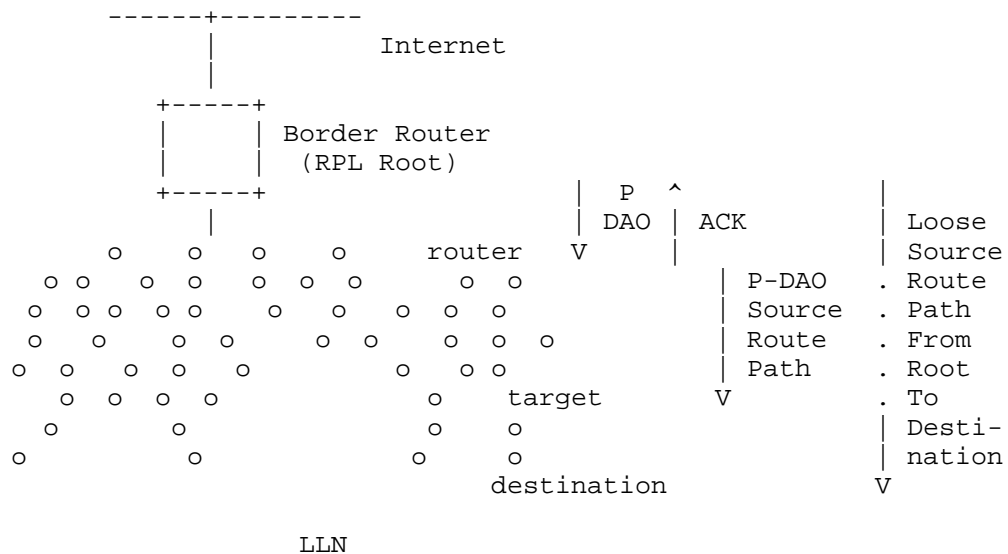 Internet
Border Router
(RPL Root)
P
DAO ACK Loose
router Source
P-DAO Route
Source Path
Route From
Path Root
target To
Desti-
nation
destination
LLN